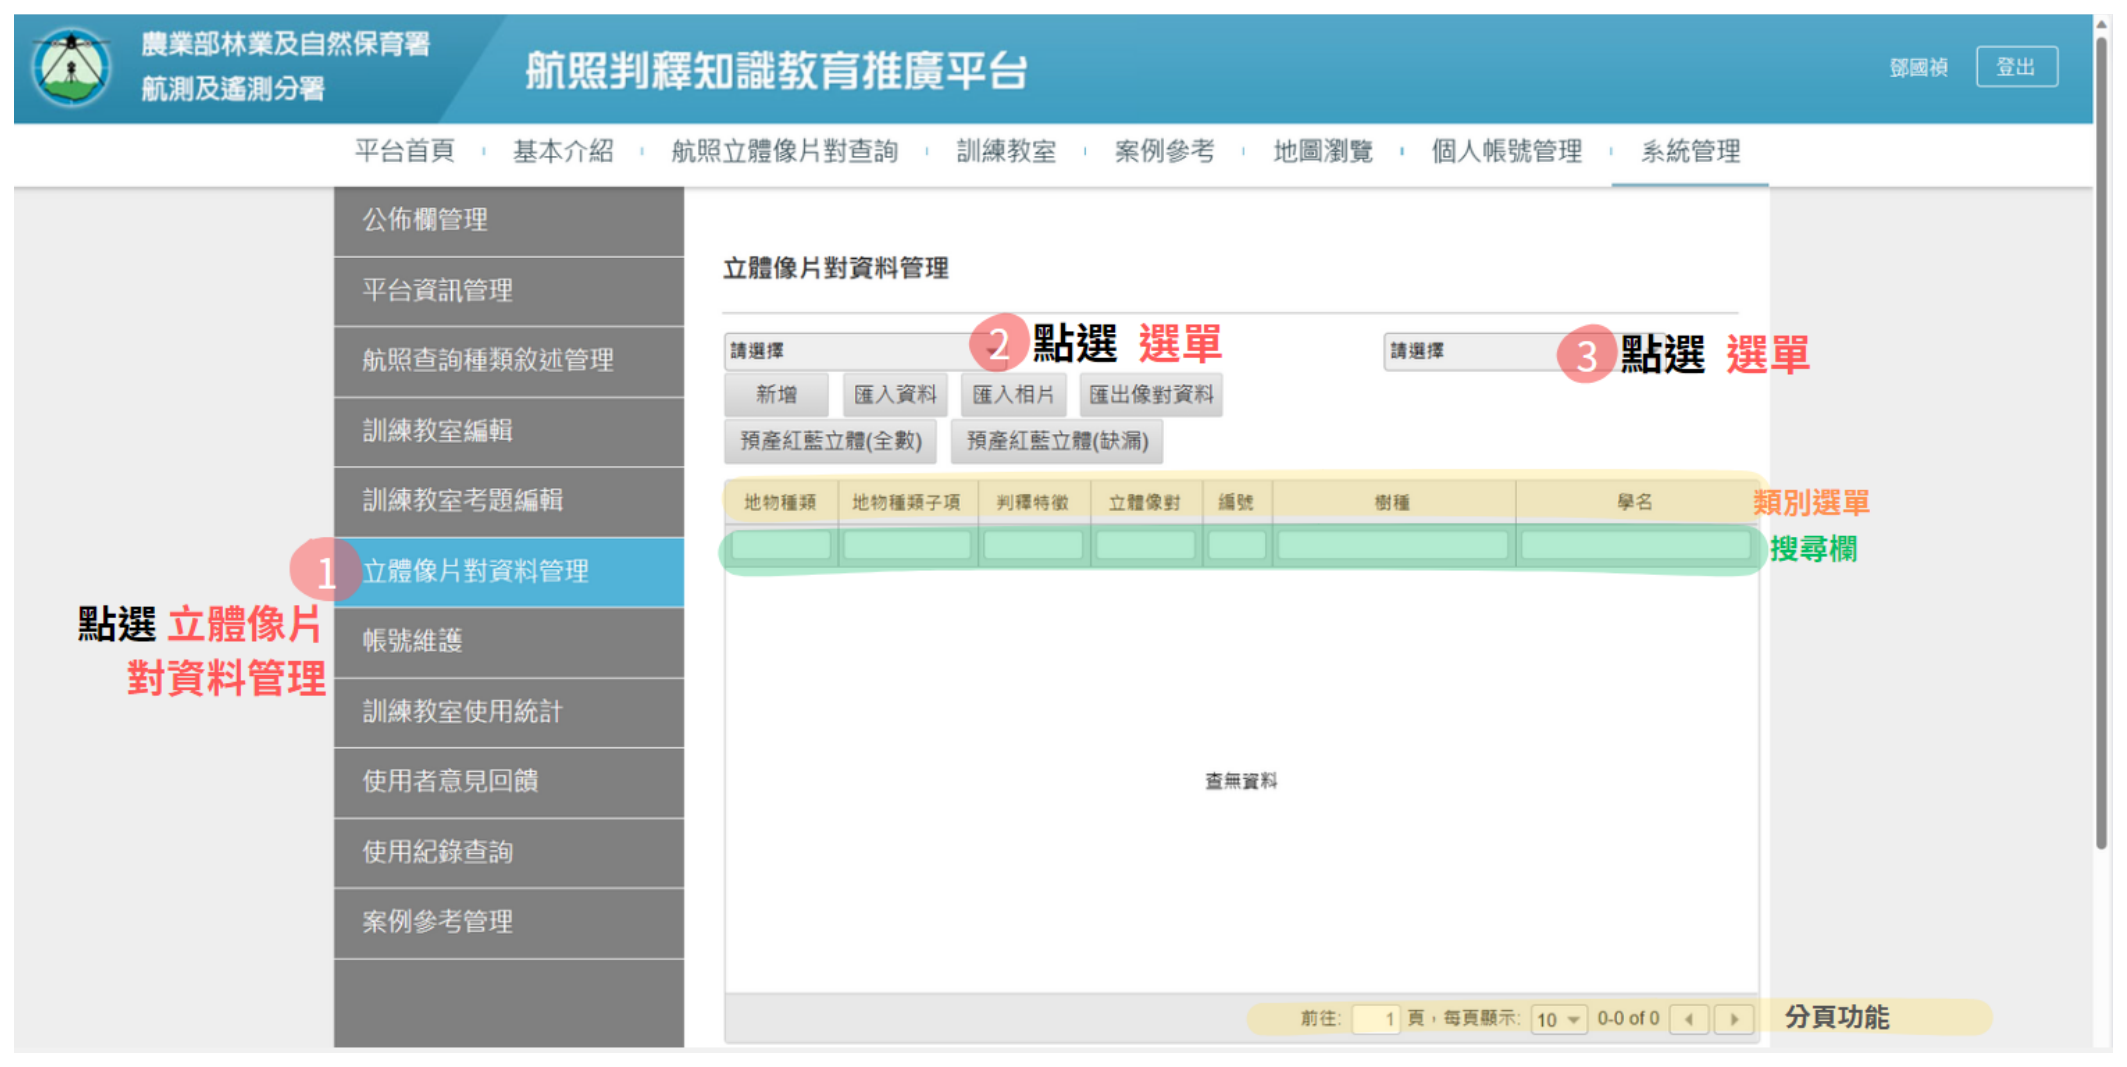 農業部林業及自然保育署
航測及遙測分署
航照判釋知識教育推廣平台
鄧國禎
登出
平台首頁
基本介紹
航照立體像片對查詢
訓練教室
案例參考
地圖瀏覽
個人帳號管理
系統管理
公佈欄管理
平台資訊管理
航照查詢種類敘述管理
訓練教室編輯
訓練教室考題編輯
1
立體像片對資料管理
點選 立體像片
對資料管理
帳號維護
訓練教室使用統計
使用者意見回饋
使用紀錄查詢
案例參考管理
立體像片對資料管理
請選擇
2 點選 選單
請選擇
3 點選 選單
新增
匯入資料
匯入相片
匯出像對資料
預產紅藍立體(全數)
預產紅藍立體(缺漏)
地物種類
地物種類子項
判釋特徵
立體像對
編號
樹種
學名
類別選單
搜尋欄
查無資料
前往: 1 頁,每頁顯示: 10 0-0 of 0
分頁功能